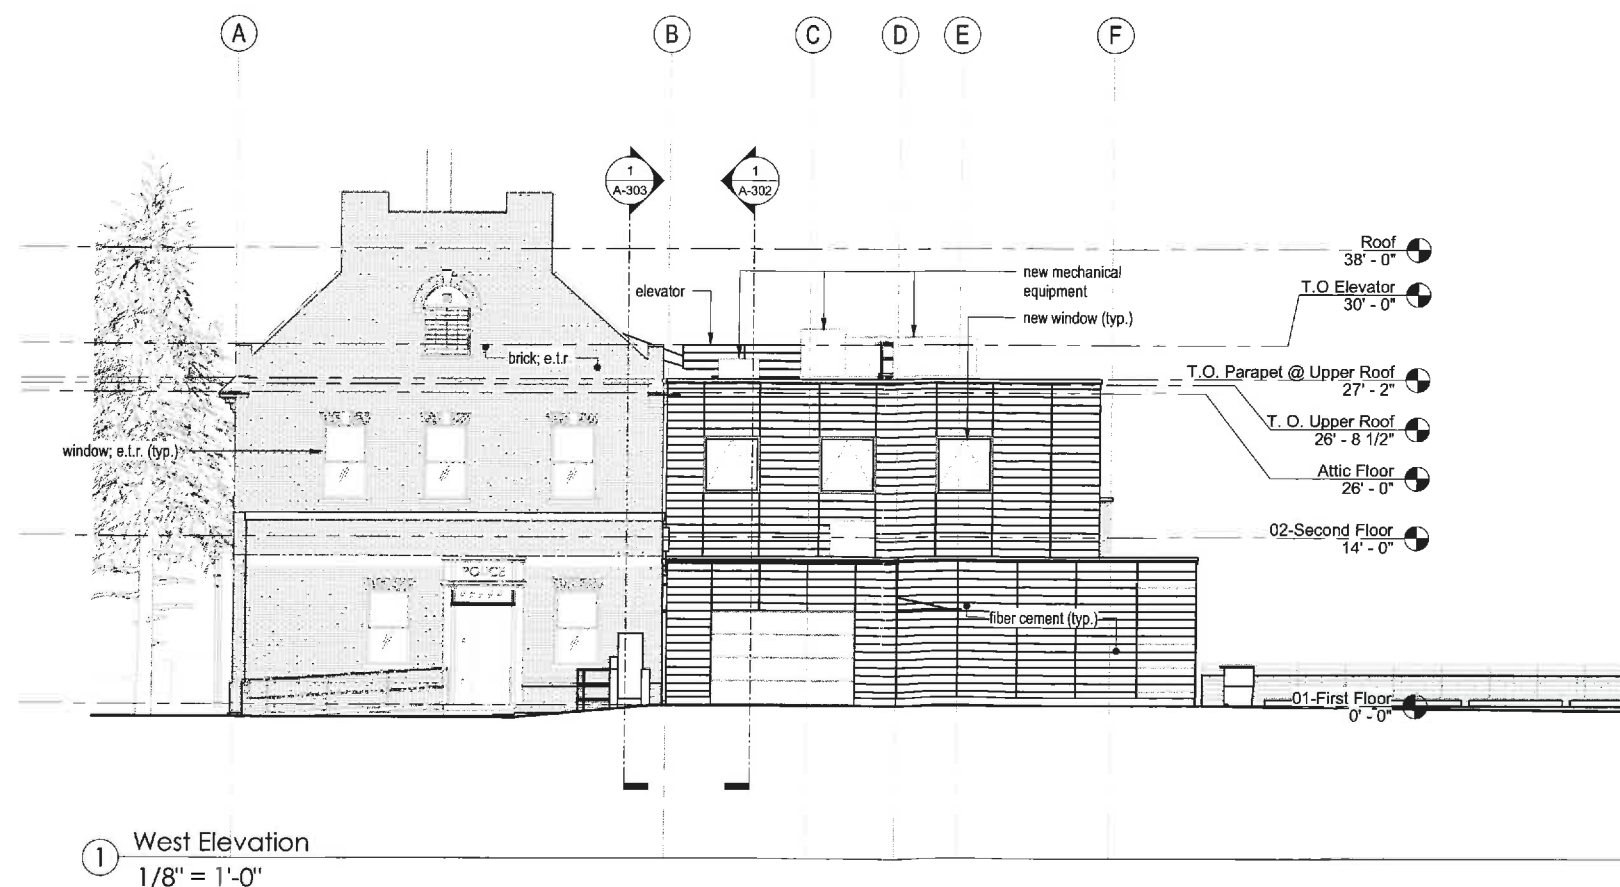 A
B
C
D
E
F
1
A-303
1
A-302
Roof
38' - 0"
new mechanical
equipment
elevator
T.O Elevator
30' - 0"
new window (typ.)
brick; e.t.r
T.O. Parapet @ Upper Roof
27' - 2"
T. O. Upper Roof
26' - 8 1/2"
window; e.t.r. (typ.)
Attic Floor
26' - 0"
02-Second Floor
14' - 0"
POLICE
fiber cement (typ.)
01-First Floor
0' - 0"
1
West Elevation
1/8" = 1'-0"